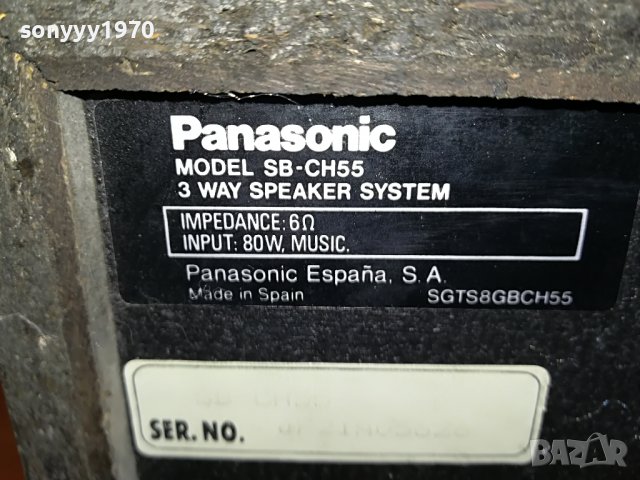 sonyyy1970
Panasonic
MODEL SB-CH55
3 WAY SPEAKER SYSTEM
IMPEDANCE: 6Ω
INPUT: 80W, MUSIC.
Panasonic España, S. A.
Made in Spain SGTS8GBCH55
SER. NO.
BAZAR